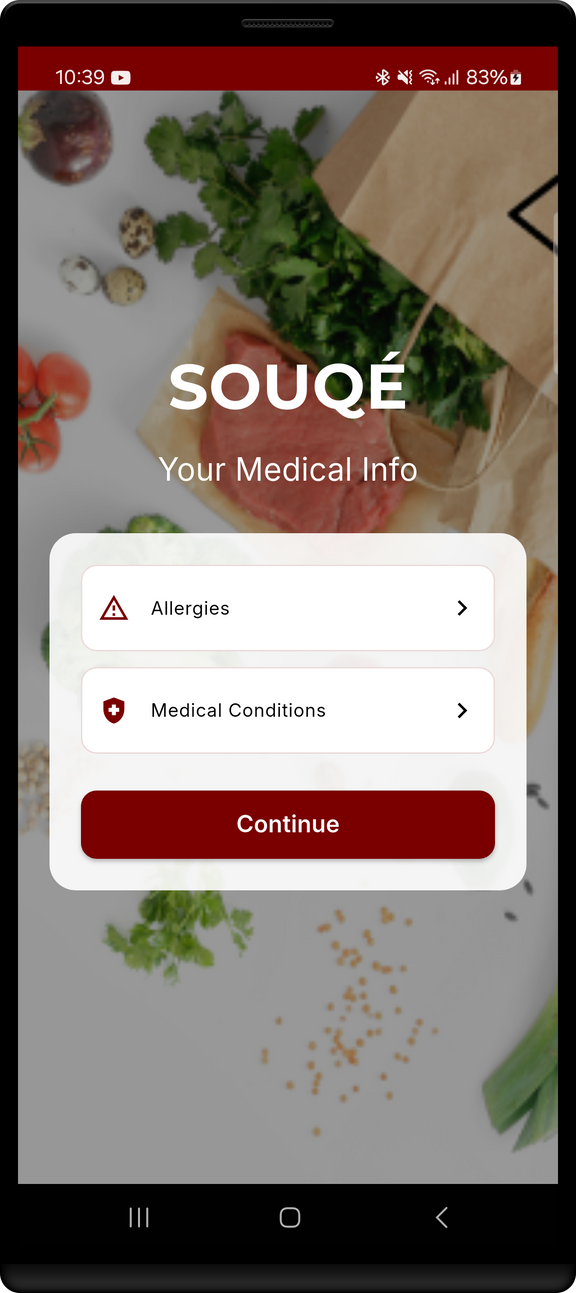 10:39 83%
SOUQÉ
Your Medical Info
Allergies
Medical Conditions
Continue